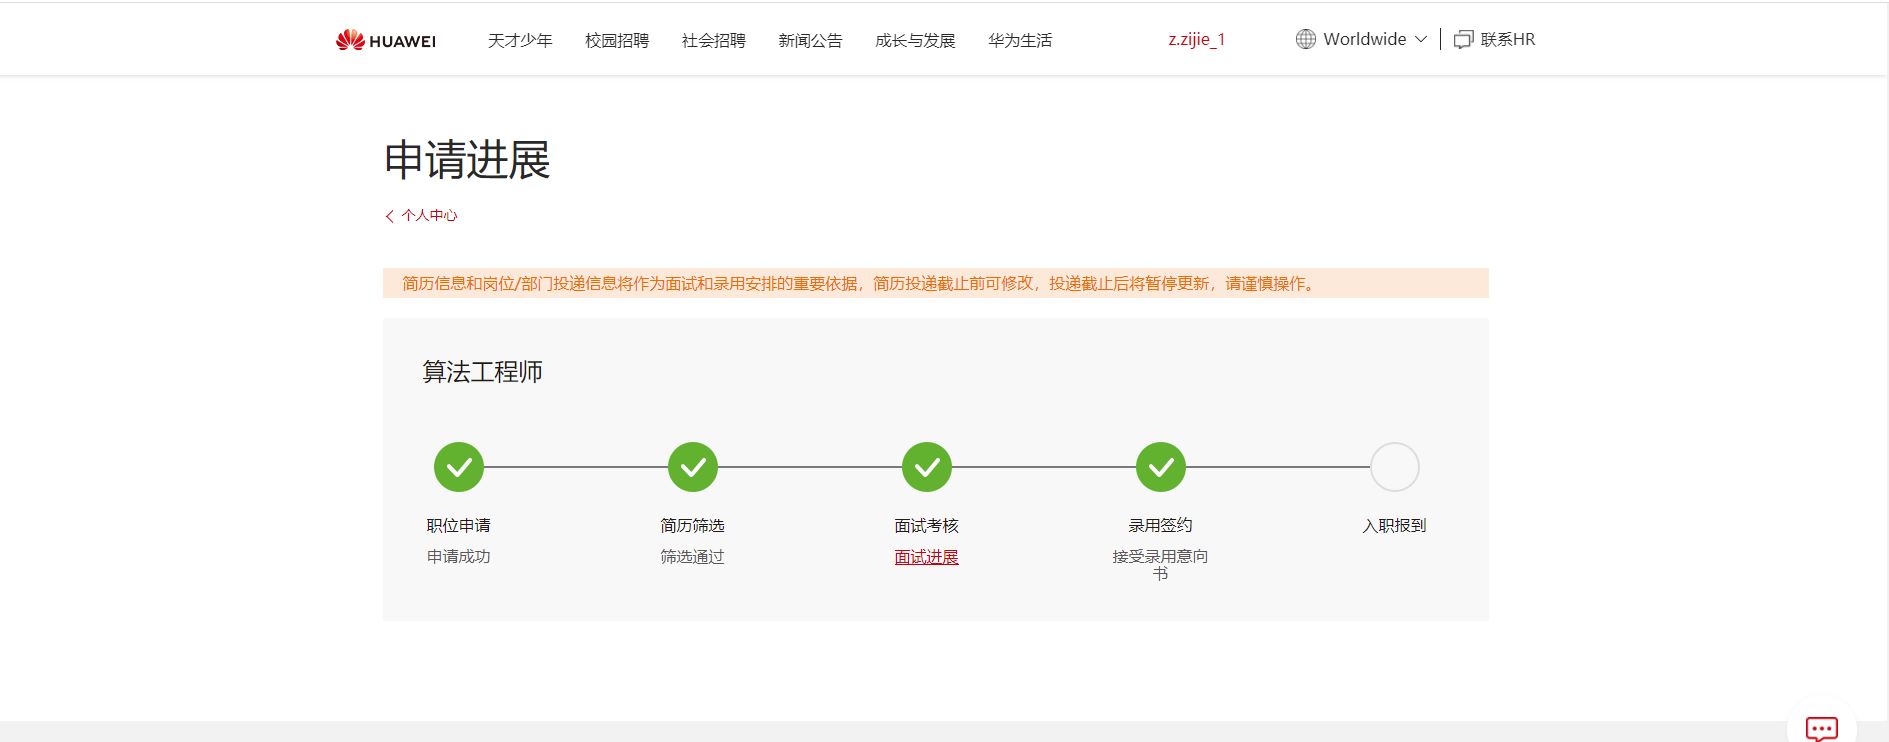 HUAWEI 天才少年 校园招聘 社会招聘 新闻公告 成长与发展 华为生活 z.zijie_1 Worldwide 联系HR
申请进展
个人中心
简历信息和岗位/部门投递信息将作为面试和录用安排的重要依据，简历投递截止前可修改，投递截止后将暂停更新，请谨慎操作。
算法工程师
职位申请 简历筛选 面试考核 录用签约 入职报到
申请成功 筛选通过 面试进展 接受录用意向
书